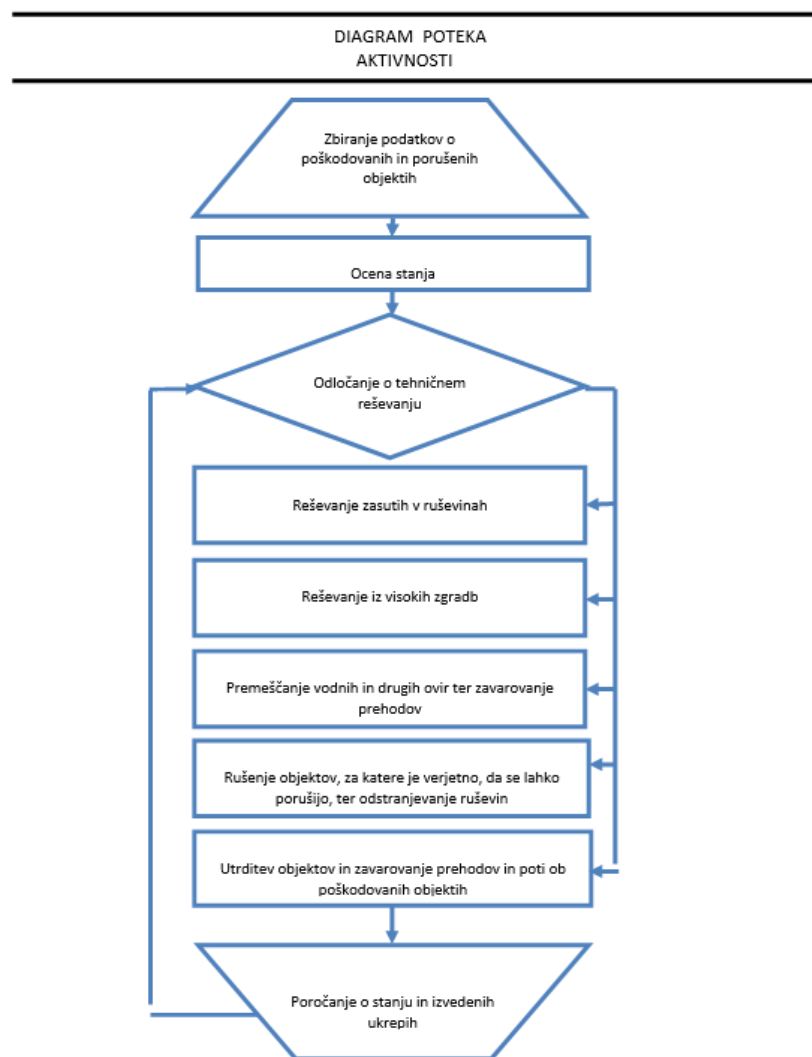 DIAGRAM POTEKA
AKTIVNOSTI
Zbiranje podatkov o
poškodovanih in porušenih
objektih
Ocena stanja
Odločanje o tehničnem
reševanju
Reševanje zasutih v ruševinah
Reševanje iz visokih zgradb
Premeščanje vodnih in drugih ovir ter zavarovanje
prehodov
Rušenje objektov, za katere je verjetno, da se lahko
porušijo, ter odstranjevanje ruševin
Utrditev objektov in zavarovanje prehodov in poti ob
poškodovanih objektih
Poročanje o stanju in izvedenih
ukrepih